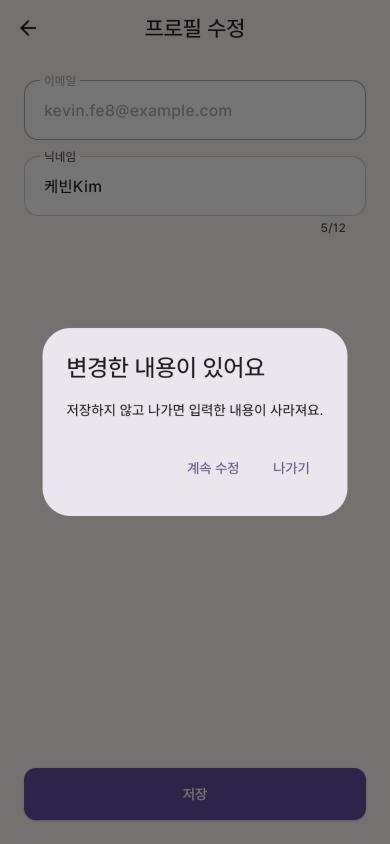 프로필 수정
이메일
kevin.fe8@example.com
닉네임
케빈Kim
5/12
변경한 내용이 있어요
저장하지 않고 나가면 입력한 내용이 사라져요.
계속 수정 나가기
저장